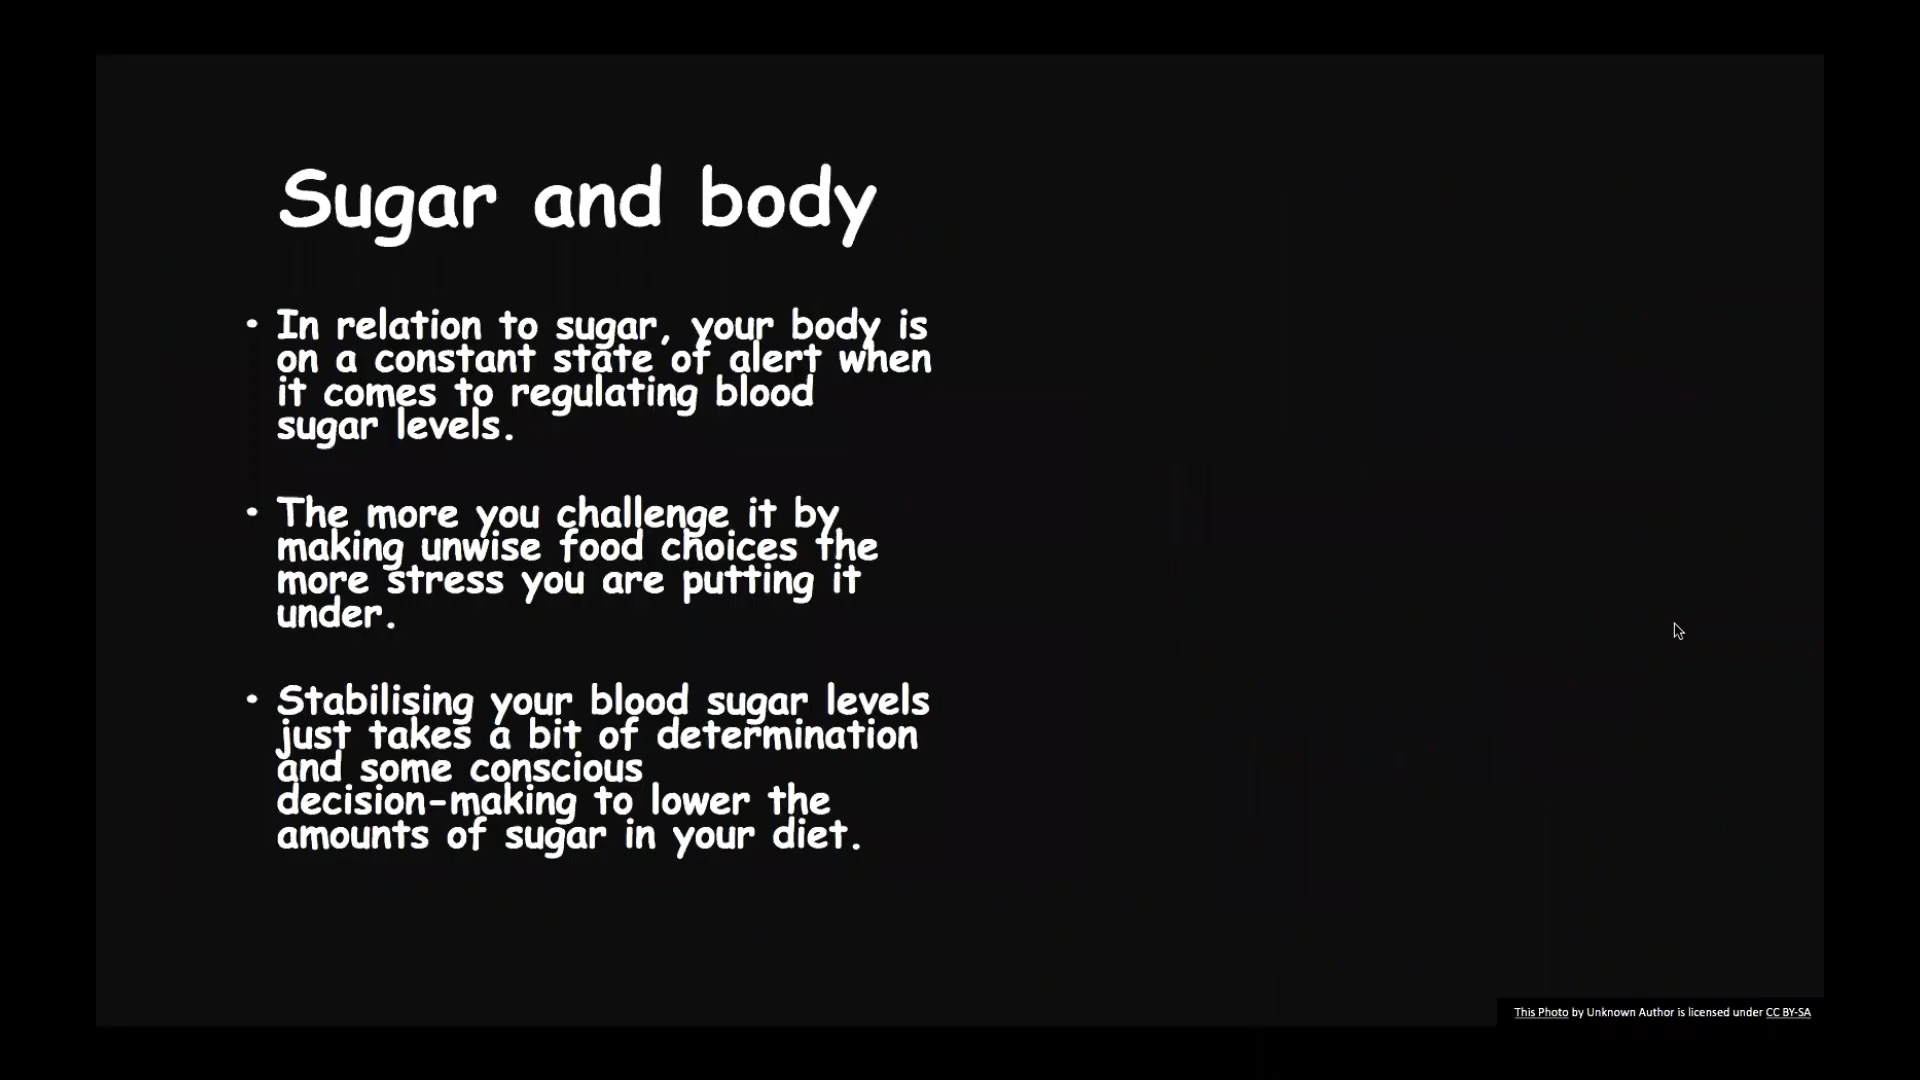 Sugar and body
• In relation to sugar, your body is
on a constant state of alert when
it comes to regulating blood
sugar levels.
• The more you challenge it by
making unwise food choices the
more stress you are putting it
under.
• Stabilising your blood sugar levels
just takes a bit of determination
and some conscious
decision-making to lower the
amounts of sugar in your diet.
This Photo by Unknown Author is licensed under CC BY-SA